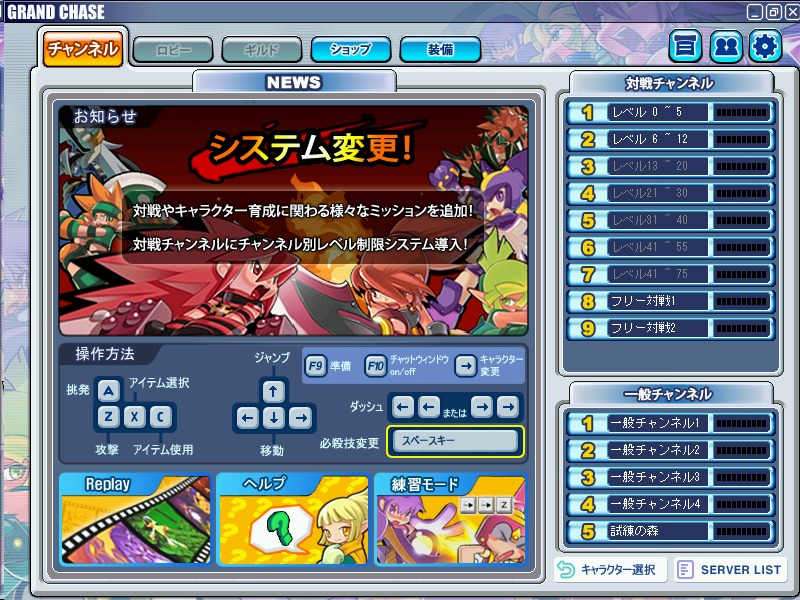 GRAND CHASE
チャンネル
ロビー
ギルド
ショップ
装備
NEWS
お知らせ
システム変更!
対戦やキャラクター育成に関わる様々なミッションを追加!
対戦チャンネルにチャンネル別レベル制限システム導入!
操作方法
挑発 A アイテム選択
Z X C
攻撃 アイテム使用
ジャンプ
↑
← ↓ →
移動
F9 準備
F10 チャットウィンドウ on/off
→ キャラクター変更
ダッシュ ← ← または → →
必殺技変更 スペースキー
Replay
ヘルプ
?
練習モード
→ → Z
対戦チャンネル
1 レベル 0 ~ 5
2 レベル 6 ~ 12
3 レベル13 ~ 20
4 レベル21 ~ 30
5 レベル31 ~ 40
6 レベル41 ~ 55
7 レベル41 ~ 75
8 フリー対戦1
9 フリー対戦2
一般チャンネル
1 一般チャンネル1
2 一般チャンネル2
3 一般チャンネル3
4 一般チャンネル4
5 試練の森
キャラクター選択
SERVER LIST